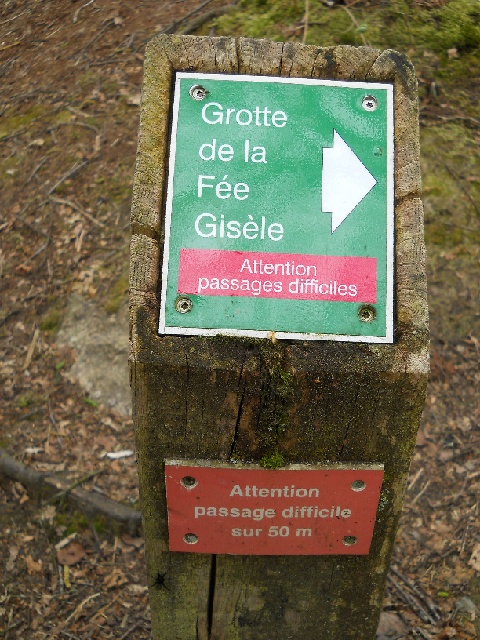 Grotte
de la
Fée
Gisèle
Attention
passages difficiles
Attention
passage difficile
sur 50 m